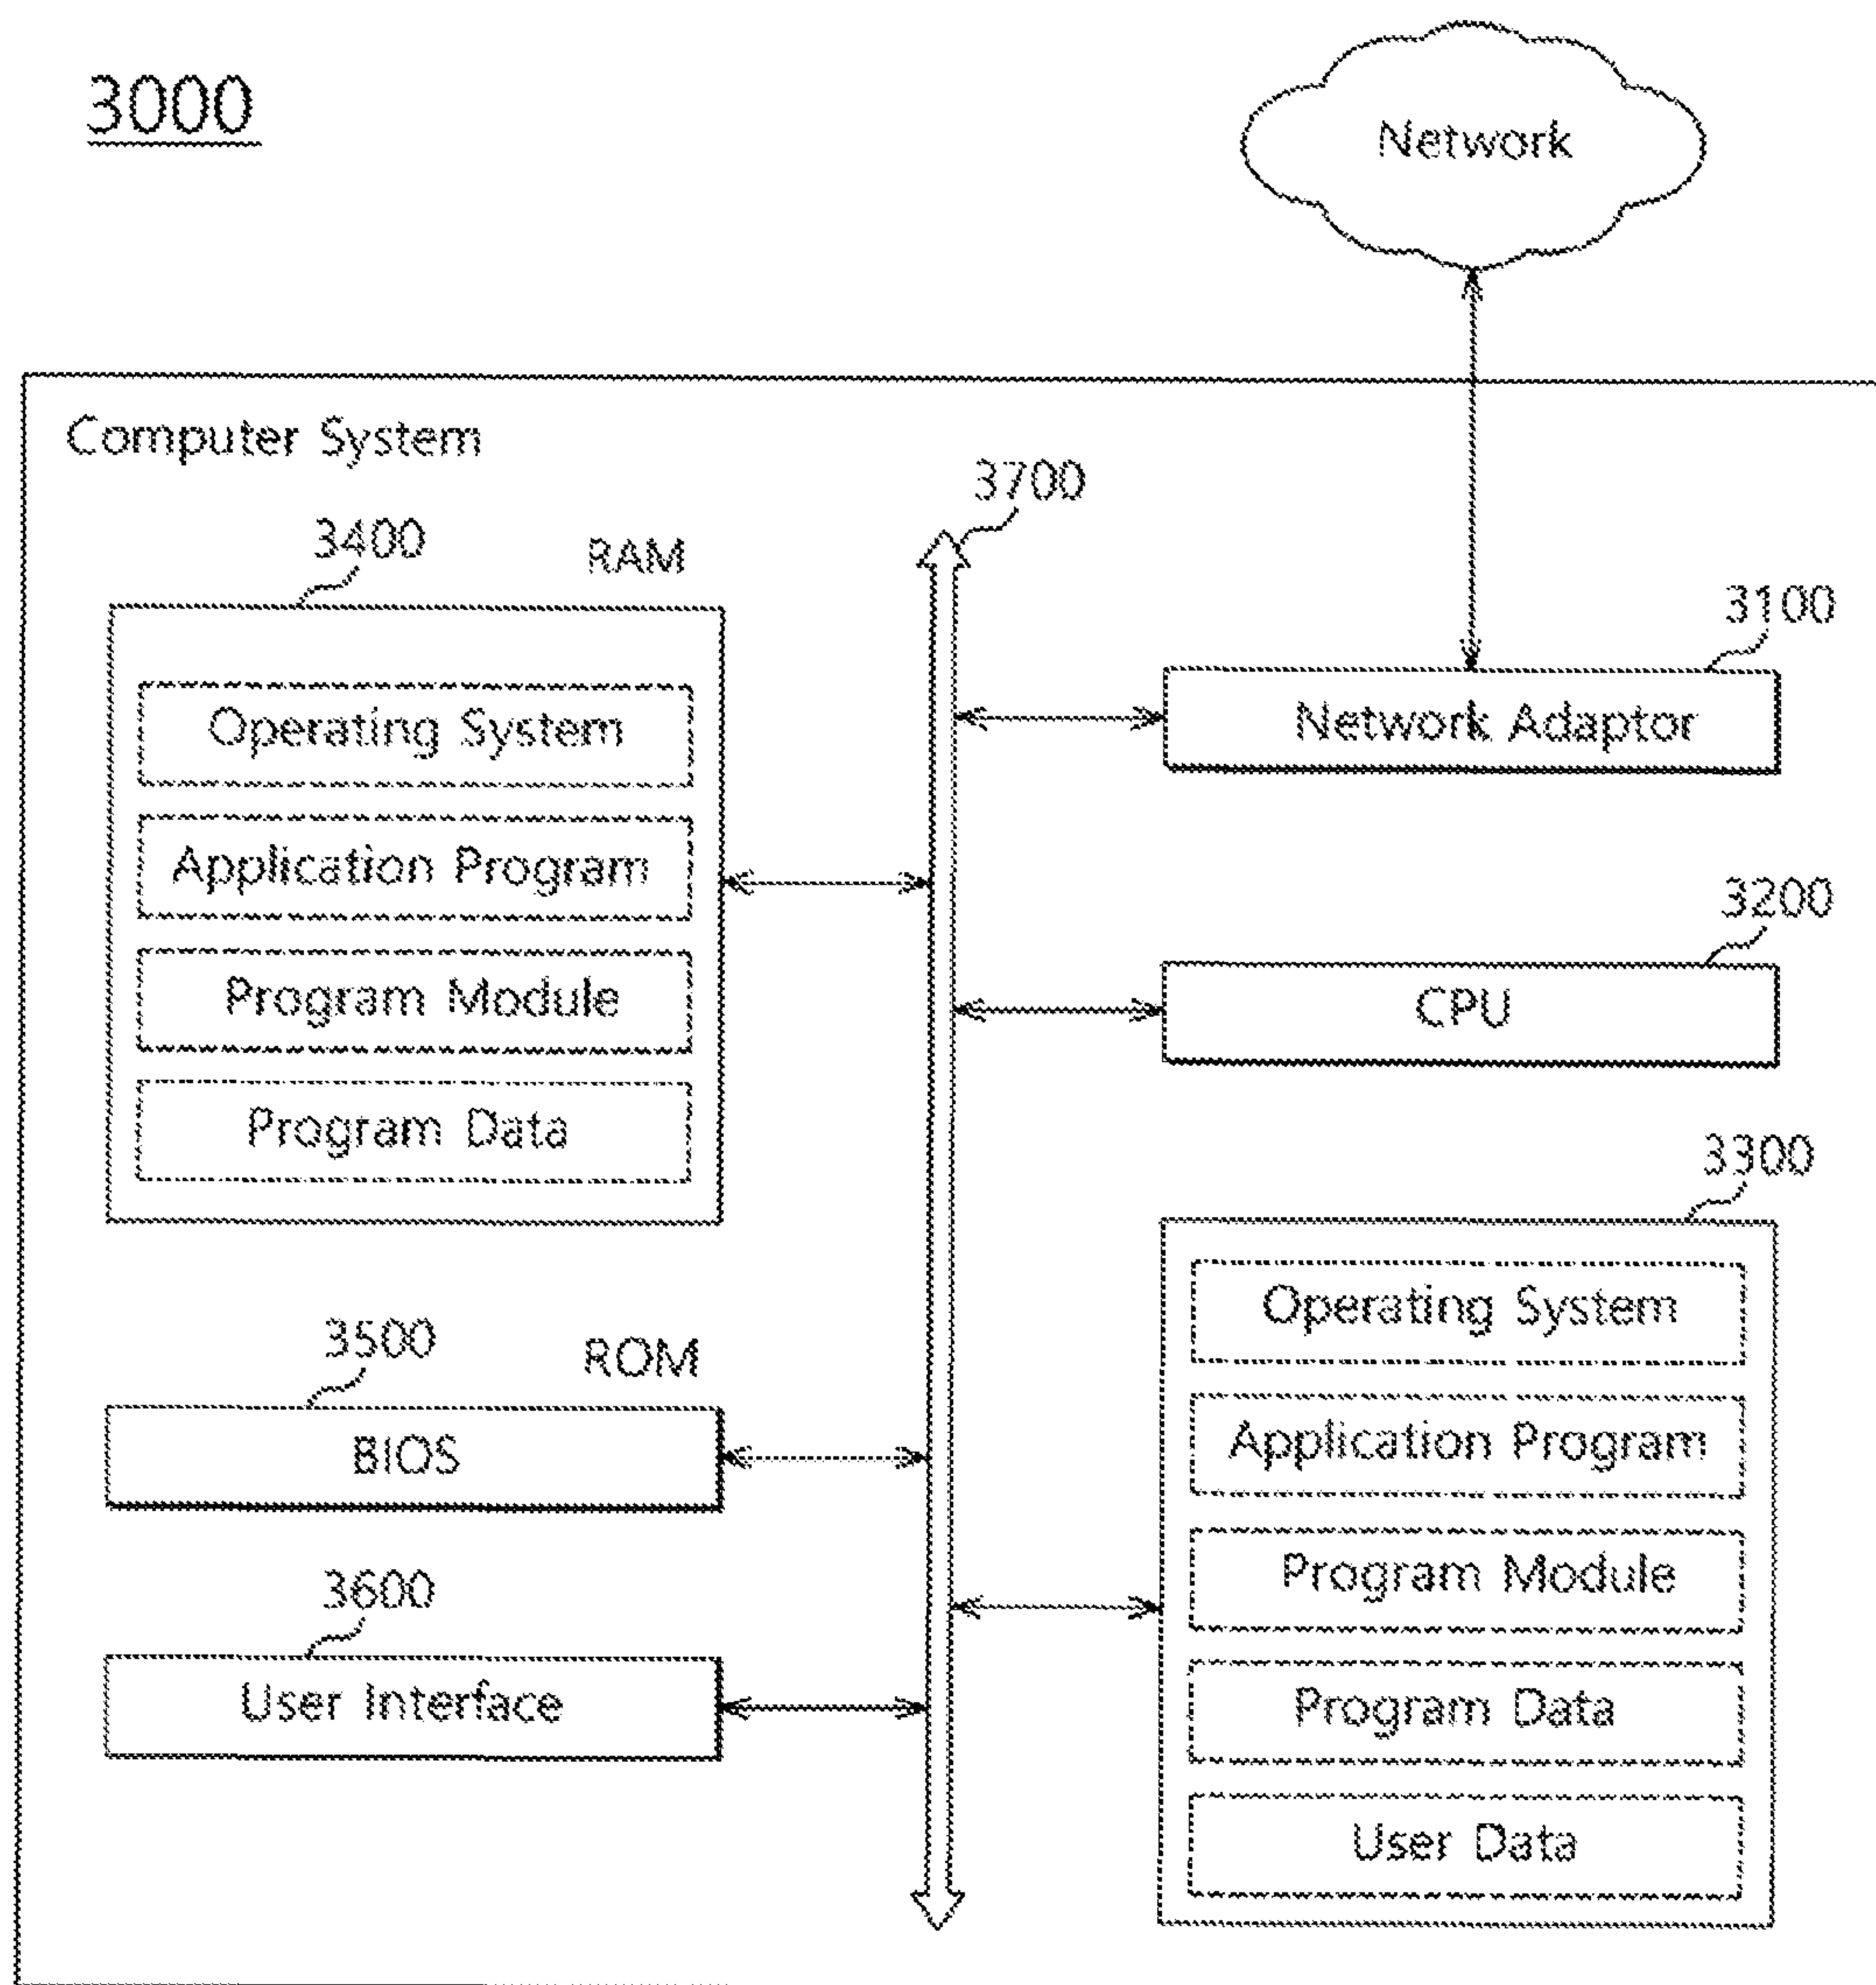 3000
Network
Computer System
3700
3400
RAM
3100
Operating System
Network Adaptor
Application Program
3200
Program Module
CPU
Program Data
3300
Operating System
3500
ROM
Application Program
BIOS
Program Module
3600
User Interface
Program Data
User Data